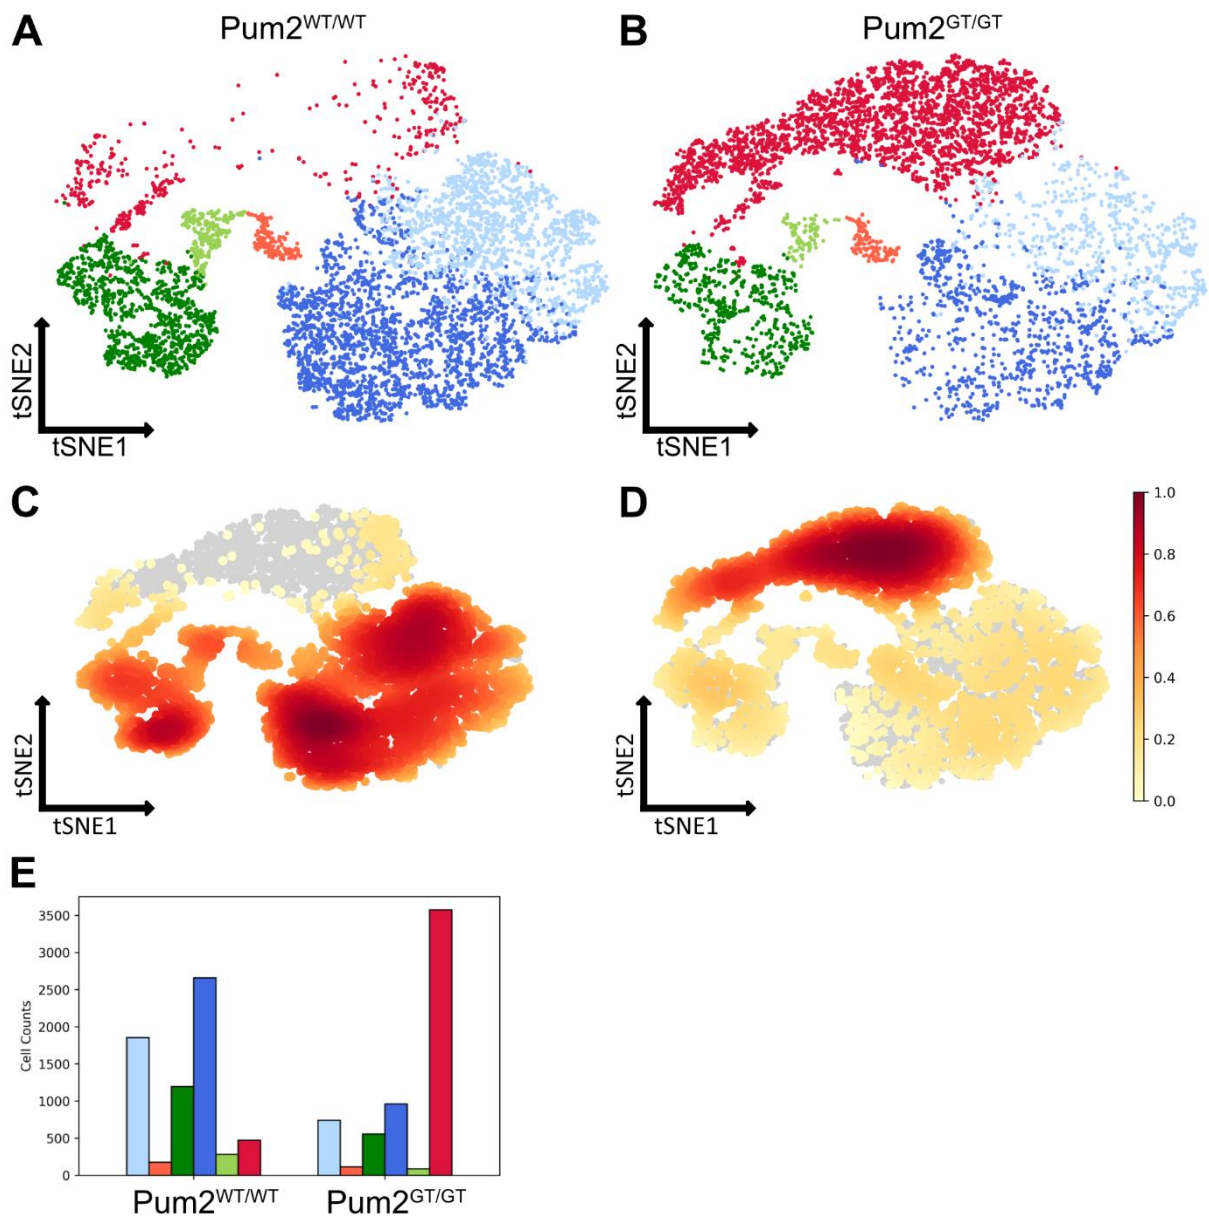 A
Pum2WT/WT
B
Pum2GT/GT
tSNE2
tSNE1
tSNE2
tSNE1
C
D
1.0
0.8
0.6
0.4
0.2
0.0
tSNE2
tSNE1
tSNE2
tSNE1
E
3500
3000
2500
2000
1500
1000
500
0
Cell Counts
Pum2WT/WT
Pum2GT/GT